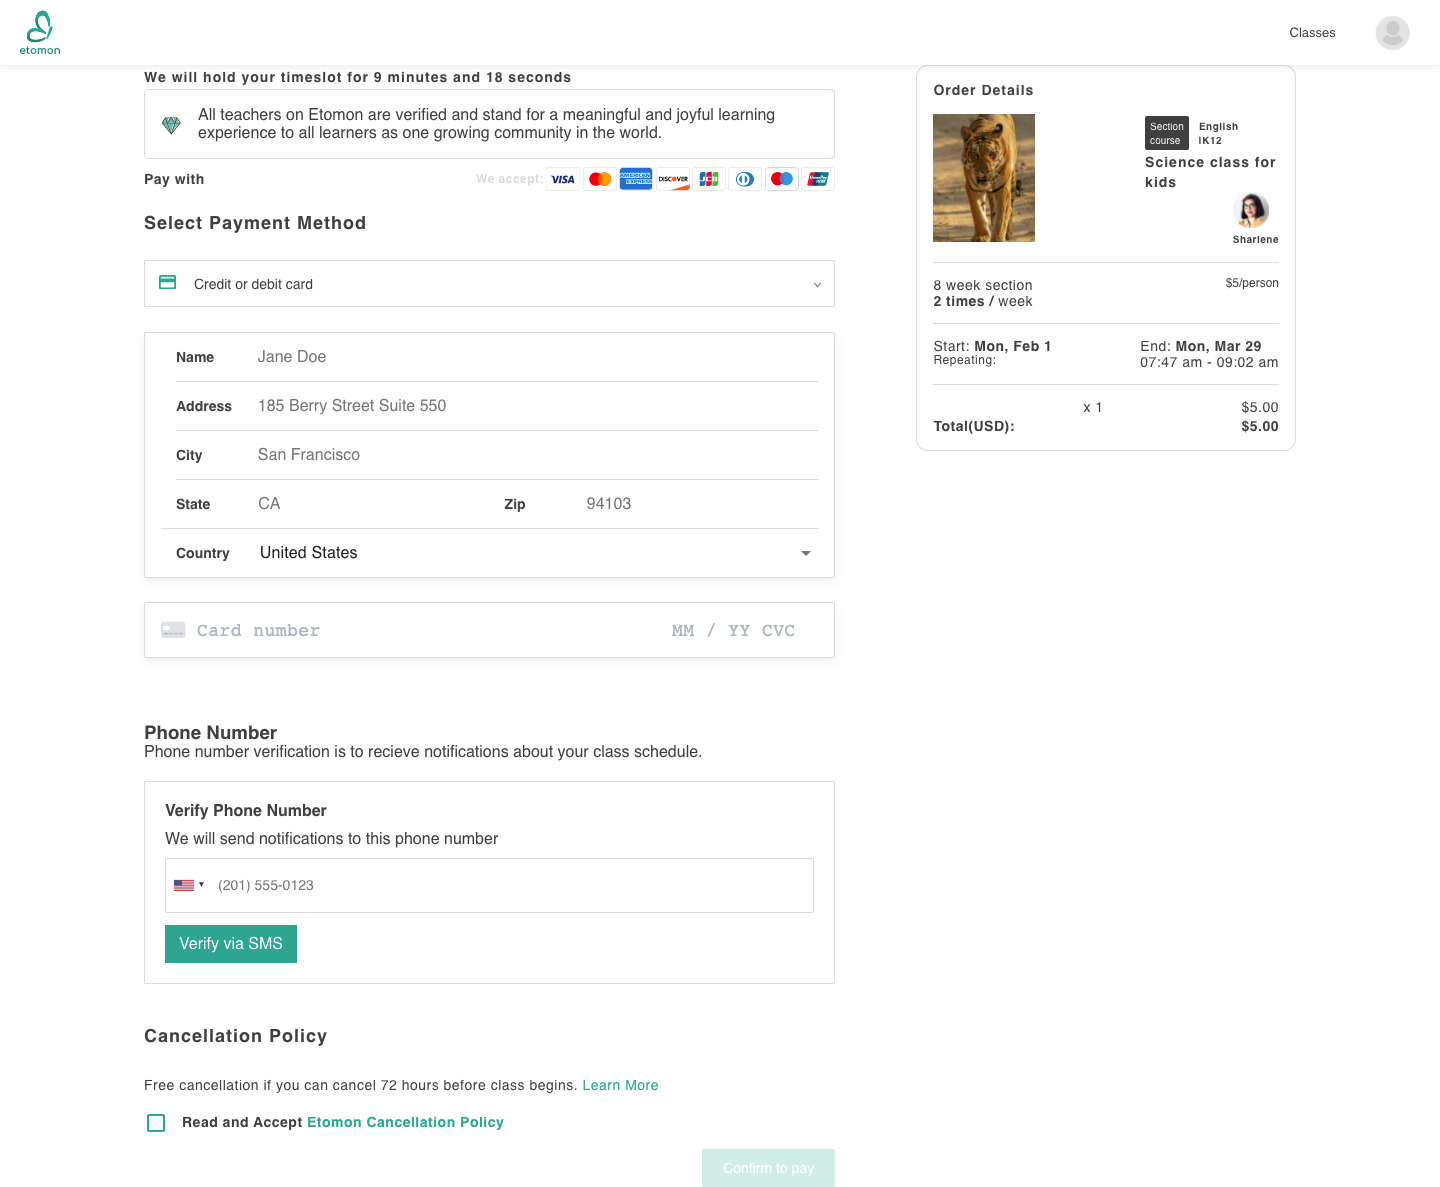 etomon
Classes
We will hold your timeslot for 9 minutes and 18 seconds
All teachers on Etomon are verified and stand for a meaningful and joyful learning
experience to all learners as one growing community in the world.
Pay with
We accept:
VISA
AMERICAN EXPRESS
DISCOVER
JCB
UnionPay
Select Payment Method
Credit or debit card
Name Jane Doe
Address 185 Berry Street Suite 550
City San Francisco
State CA Zip 94103
Country United States
Card number MM / YY CVC
Phone Number
Phone number verification is to recieve notifications about your class schedule.
Verify Phone Number
We will send notifications to this phone number
(201) 555-0123
Verify via SMS
Cancellation Policy
Free cancellation if you can cancel 72 hours before class begins. Learn More
Read and Accept Etomon Cancellation Policy
Confirm to pay
Order Details
Section
course
English
|K12
Science class for
kids
Sharlene
8 week section
2 times / week
$5/person
Start: Mon, Feb 1
Repeating:
End: Mon, Mar 29
07:47 am - 09:02 am
x 1 $5.00
Total(USD): $5.00